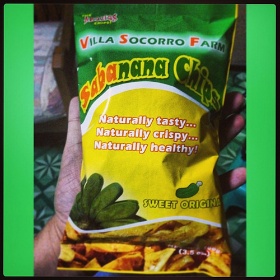 VILLA SOCORRO FARM
Sabanana Chips
Naturally tasty...
Naturally crispy...
Naturally healthy!
SWEET ORIGINAL